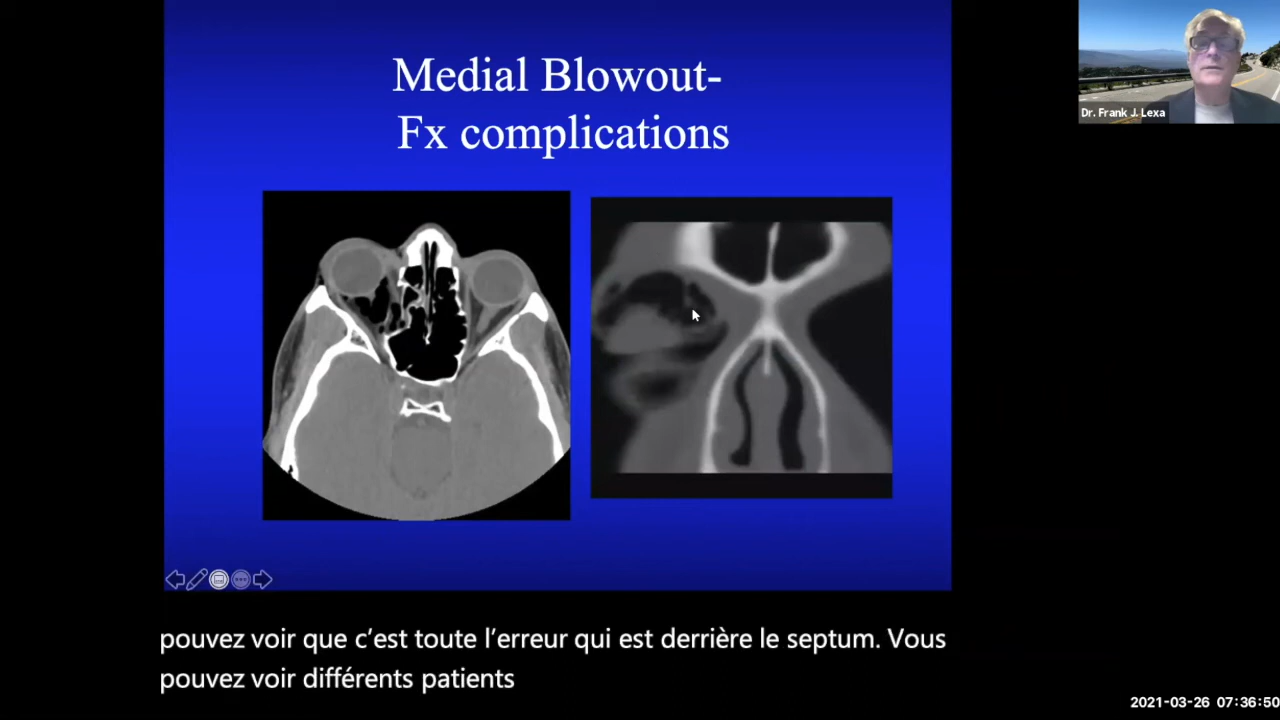 Medial Blowout-
Fx complications
Dr. Frank J. Lexa
pouvez voir que c’est toute l’erreur qui est derrière le septum. Vous
pouvez voir différents patients
2021-03-26 07:36:50